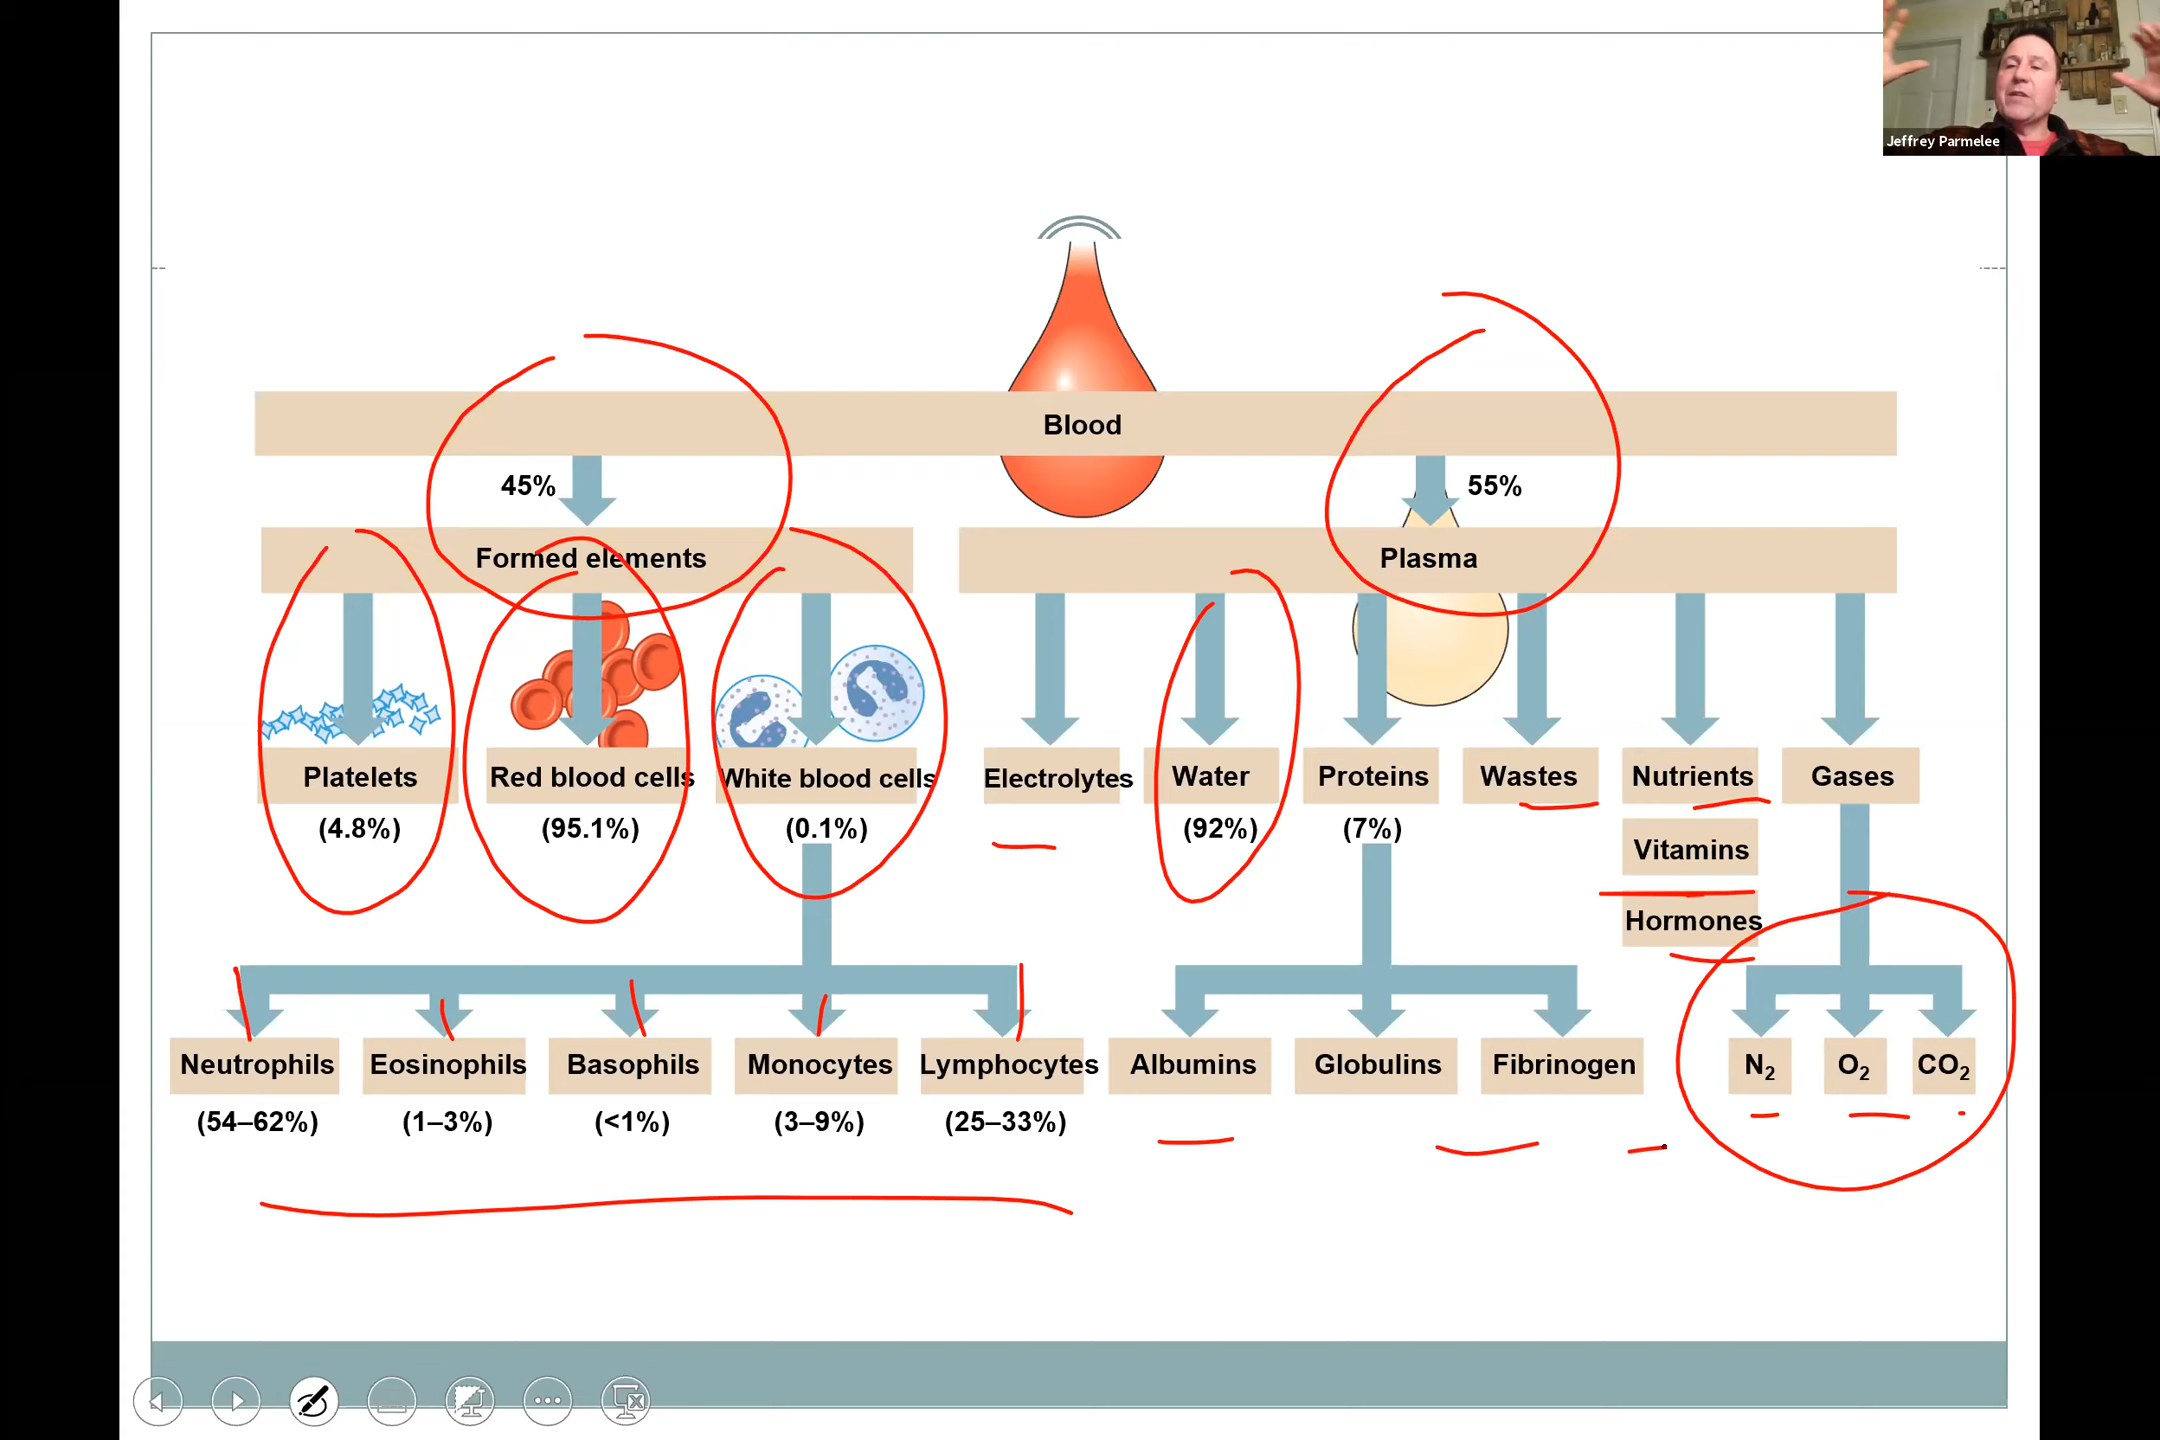 Jeffrey Parmelee
Blood
45%
55%
Formed elements
Plasma
Platelets
(4.8%)
Red blood cells
(95.1%)
White blood cells
(0.1%)
Electrolytes
Water
(92%)
Proteins
(7%)
Wastes
Nutrients
Vitamins
Hormones
Gases
Neutrophils
(54–62%)
Eosinophils
(1–3%)
Basophils
(<1%)
Monocytes
(3–9%)
Lymphocytes
(25–33%)
Albumins
Globulins
Fibrinogen
N2
O2
CO2